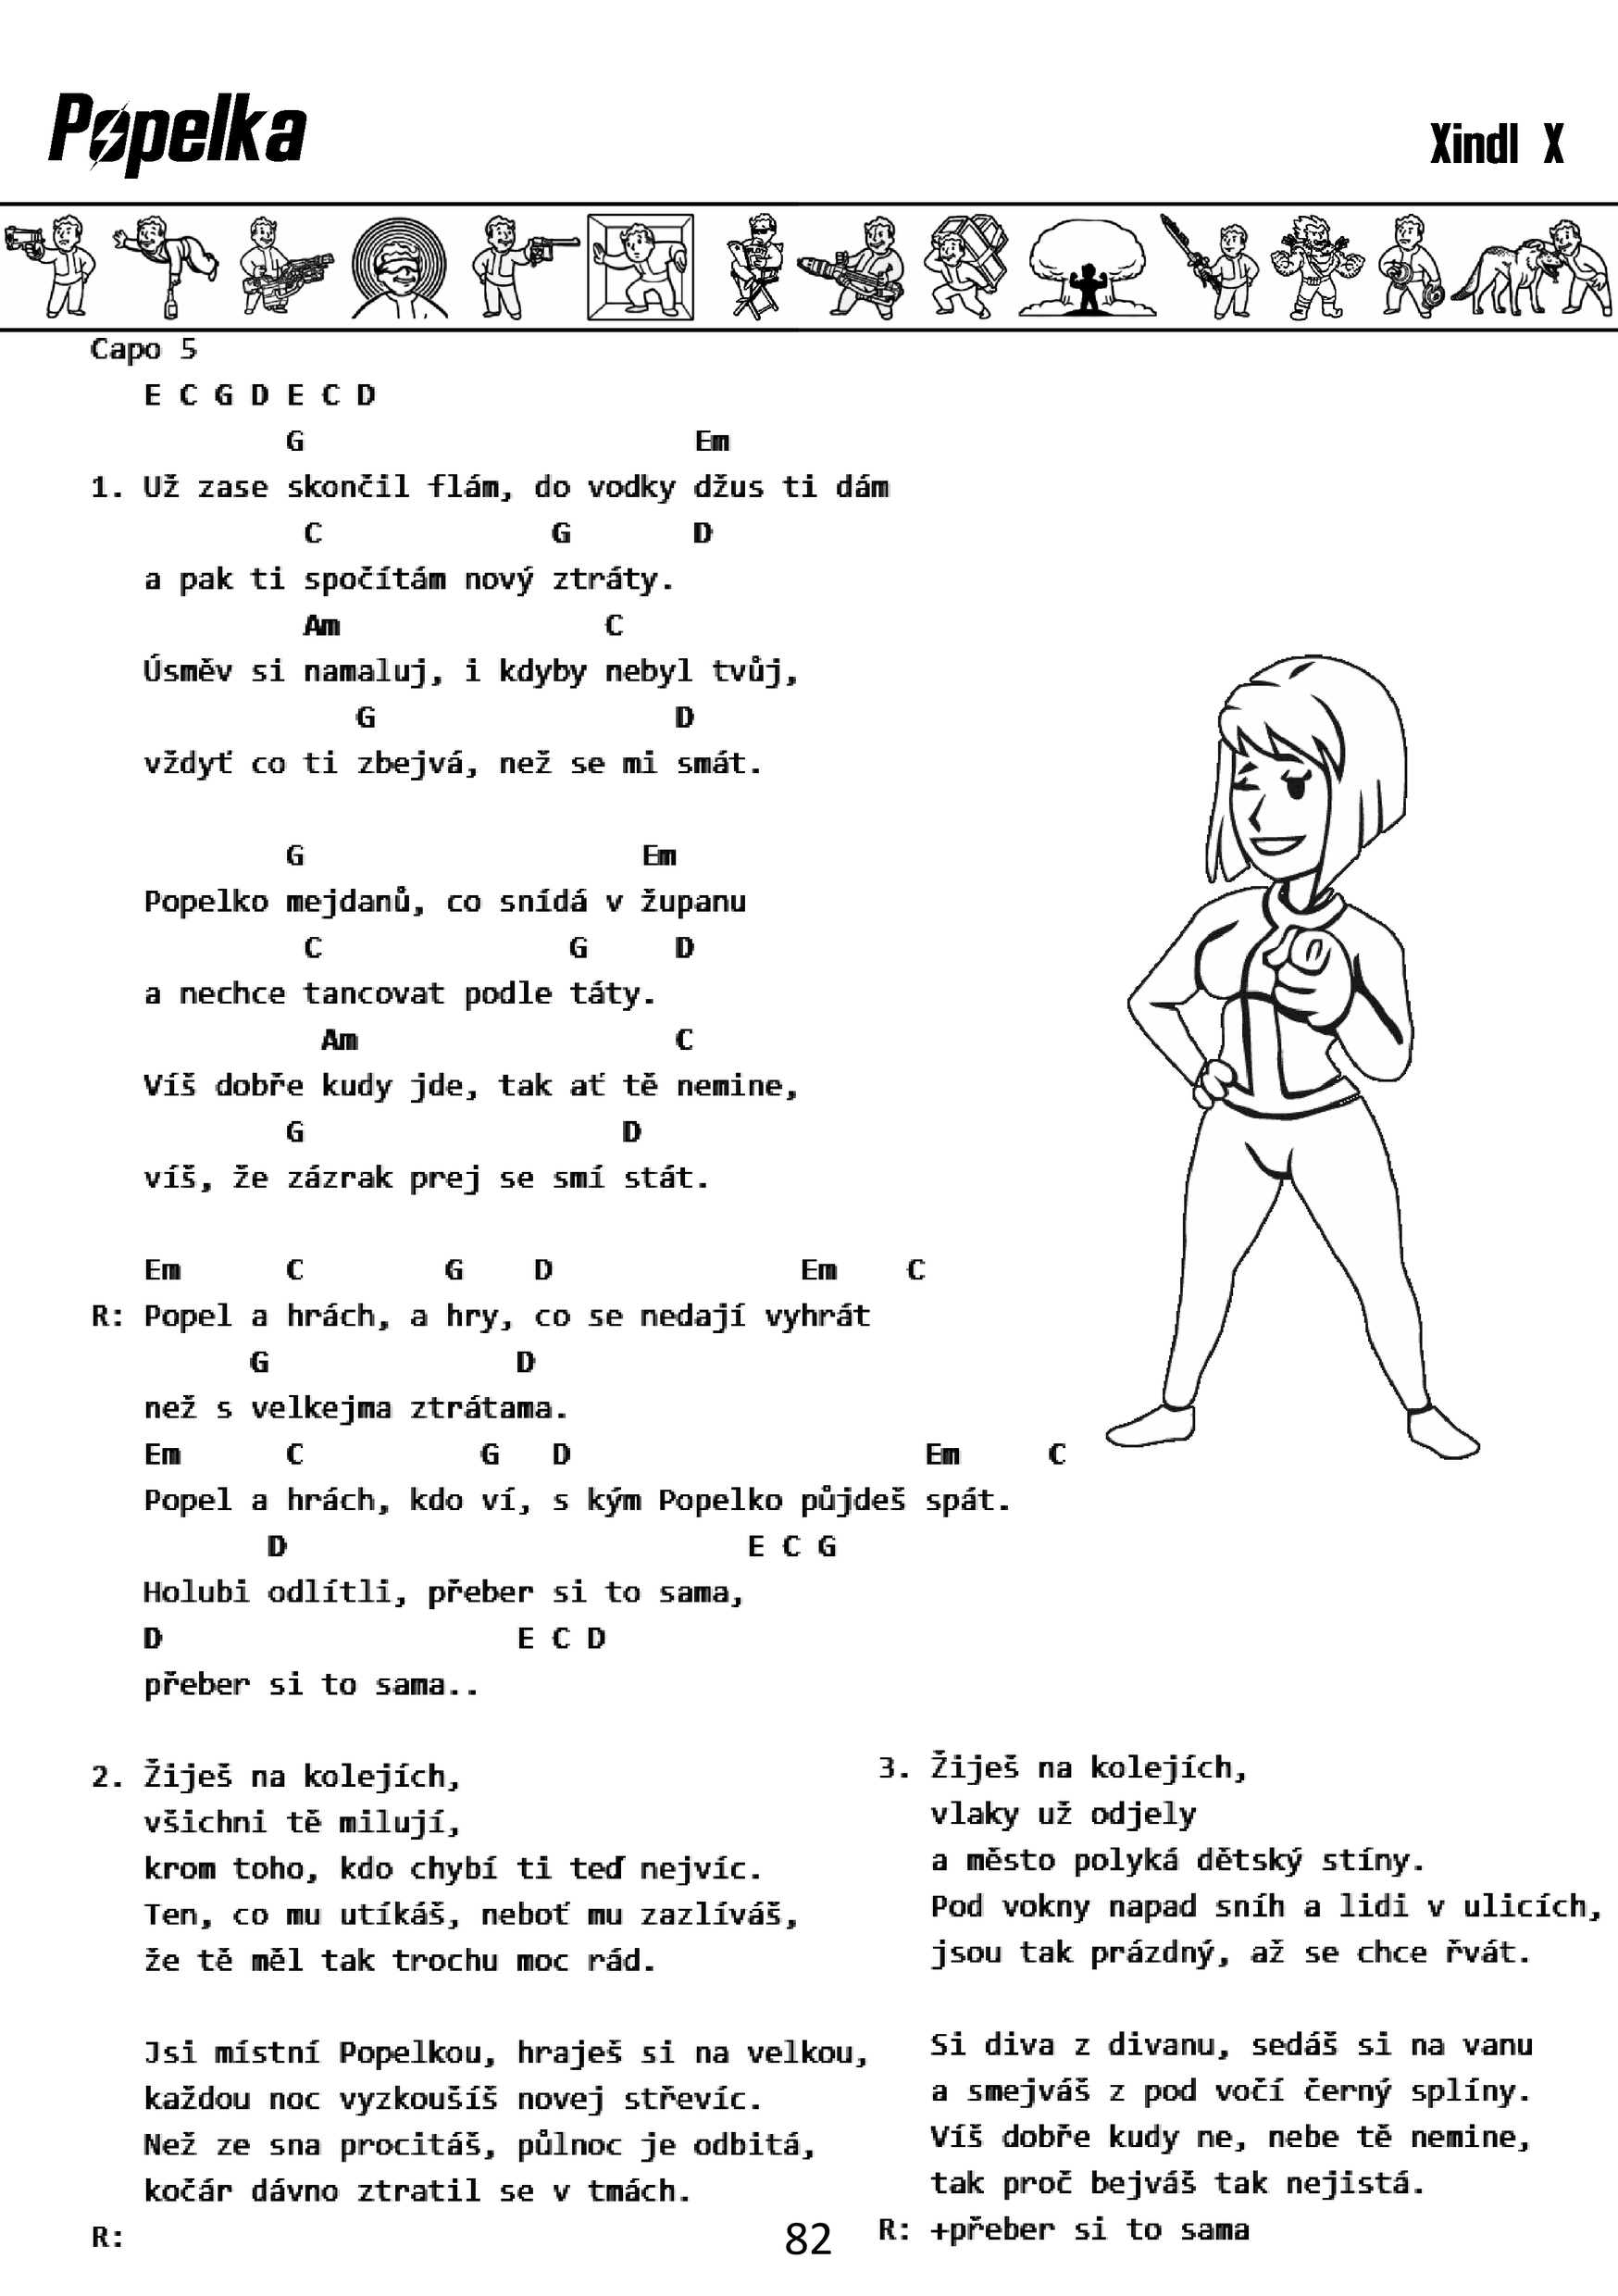 Popelka
Xindl X
Capo 5
E C G D E C D
G Em
1. Už zase skončil flám, do vodky džus ti dám
C G D
a pak ti spočítám nový ztráty.
Am C
Úsměv si namaluj, i kdyby nebyl tvůj,
G D
vždyť co ti zbejvá, než se mi smát.
G Em
Popelko mejdanů, co snídá v županu
C G D
a nechce tancovat podle táty.
Am C
Víš dobře kudy jde, tak ať tě nemine,
G D
víš, že zázrak prej se smí stát.
Em C G D Em C
R: Popel a hrách, a hry, co se nedají vyhrát
G D
než s velkejma ztrátama.
Em C G D Em C
Popel a hrách, kdo ví, s kým Popelko půjdeš spát.
D E C G
Holubi odlítli, přeber si to sama,
D E C D
přeber si to sama..
2. Žiješ na kolejích,
všichni tě milují,
krom toho, kdo chybí ti teď nejvíc.
Ten, co mu utíkáš, neboť mu zazlíváš,
že tě měl tak trochu moc rád.
Jsi místní Popelkou, hraješ si na velkou,
každou noc vyzkoušíš novej střevíc.
Než ze sna procitáš, půlnoc je odbitá,
kočár dávno ztratil se v tmách.
R:
3. Žiješ na kolejích,
vlaky už odjely
a město polyká dětský stíny.
Pod vokny napad sníh a lidi v ulicích,
jsou tak prázdný, až se chce řvát.
Si diva z divanu, sedáš si na vanu
a smejváš z pod vočí černý splíny.
Víš dobře kudy ne, nebe tě nemine,
tak proč bejváš tak nejistá.
R: +přeber si to sama
82